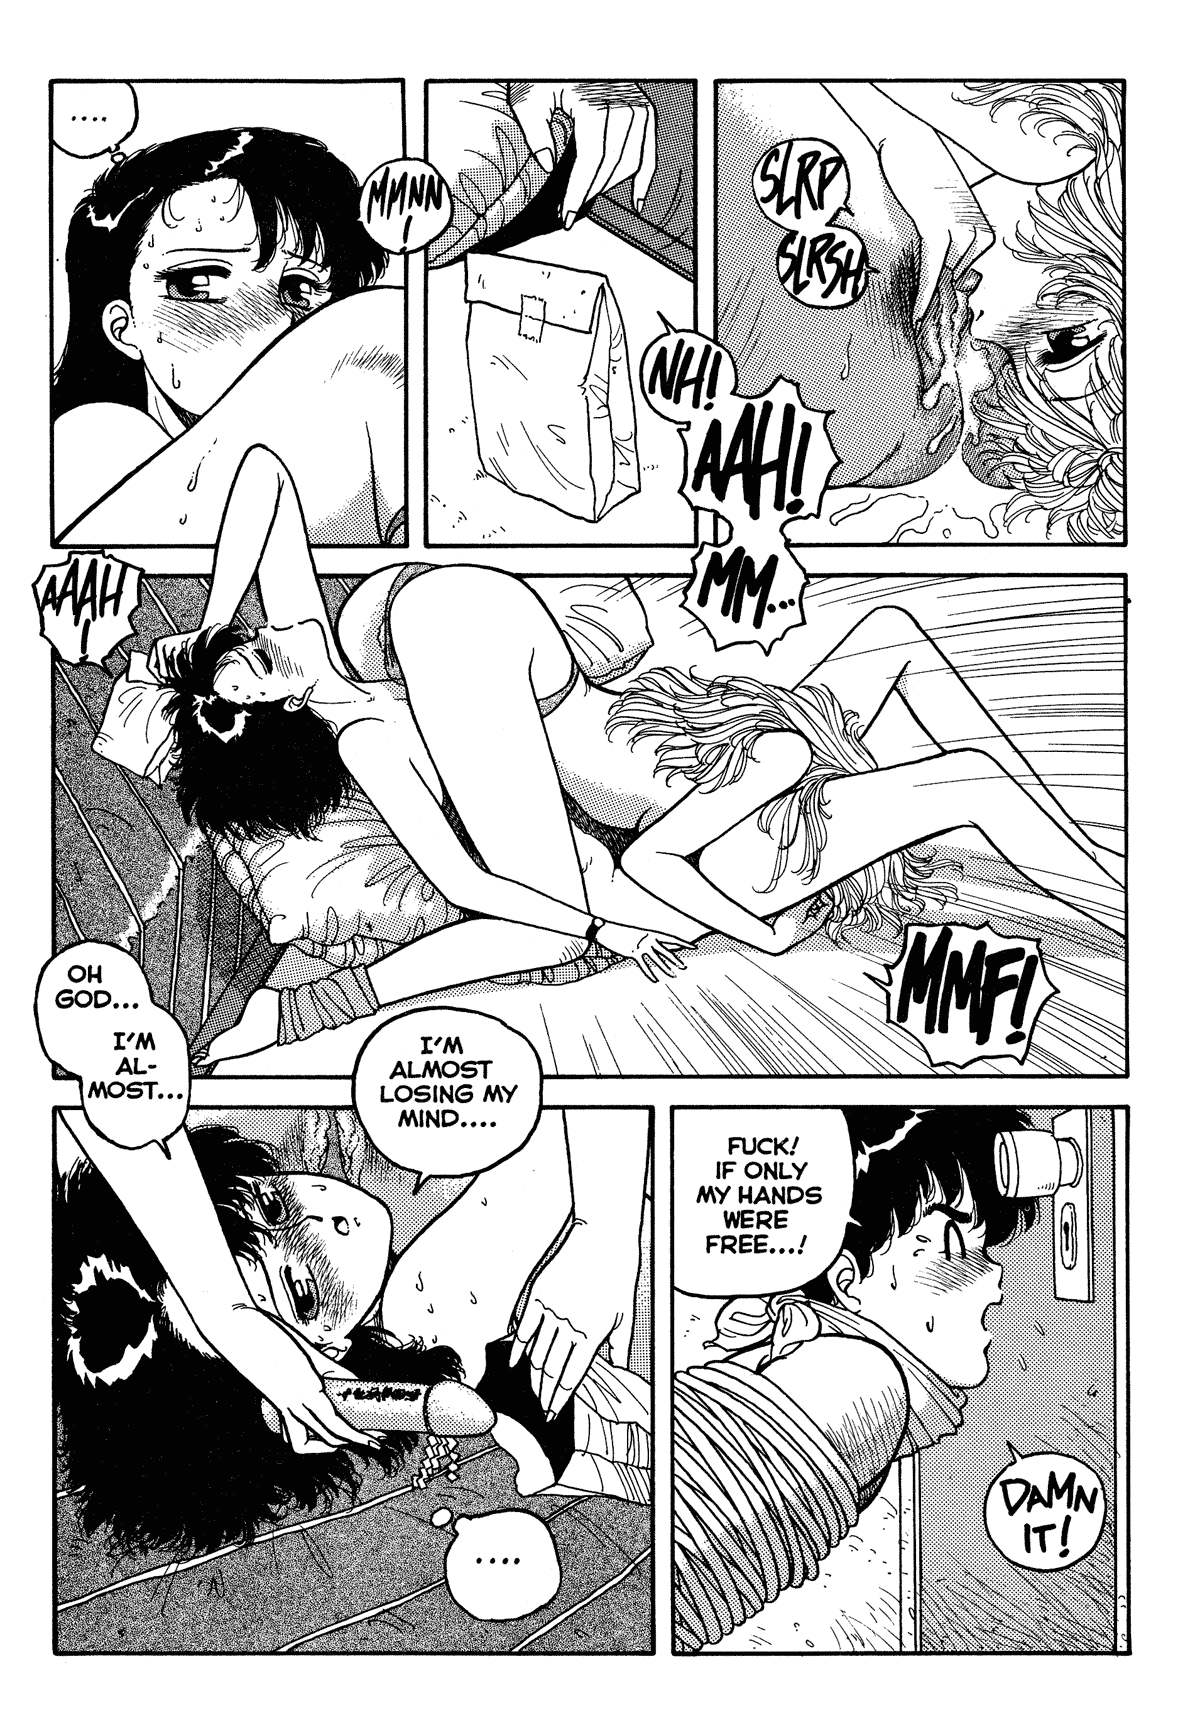 ....
MMNN
!
SLRP
SLRSH
NH!
AAH!
MM...
AAAH
!
MMF!
OH
GOD...
I'M
AL-
MOST...
I'M
ALMOST
LOSING MY
MIND....
....
FUCK!
IF ONLY
MY HANDS
WERE
FREE...!
DAMN
IT!